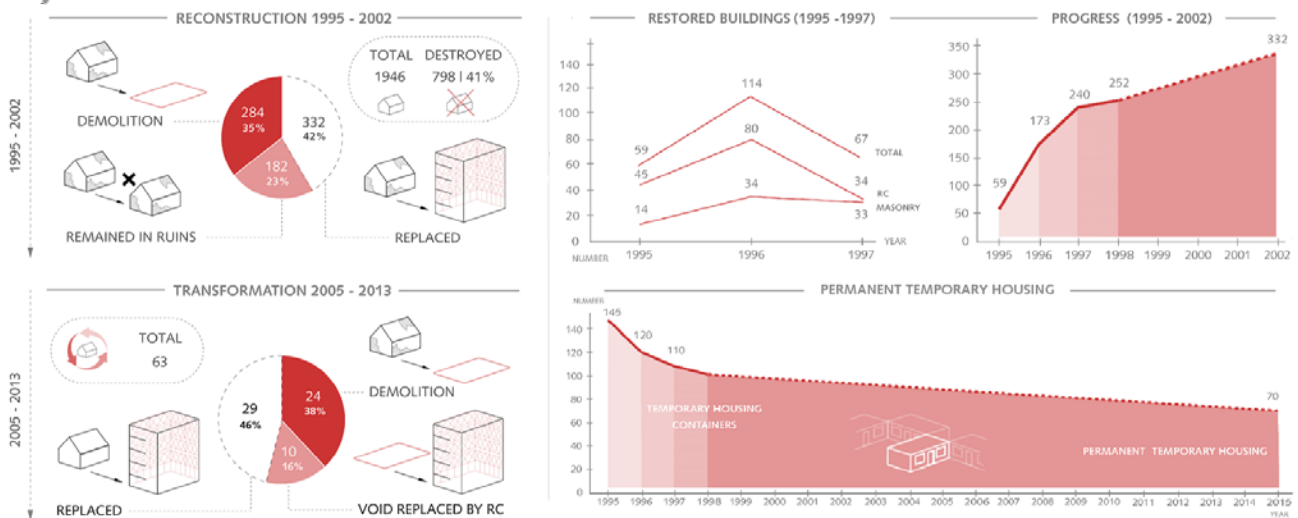 RECONSTRUCTION 1995 - 2002
1995 - 2002
TOTAL DESTROYED
1946 798 | 41%
DEMOLITION
284
35%
332
42%
182
23%
REMAINED IN RUINS
REPLACED
RESTORED BUILDINGS (1995 -1997)
140
120
100
80
60
40
20
0
NUMBER
59
45
14
114
80
34
67
34
33
TOTAL
RC
MASONRY
YEAR
1995 1996 1997
PROGRESS (1995 - 2002)
350
300
250
200
150
100
50
0
59
173
240
252
332
1995 1996 1997 1998 1999 2000 2001 2002
TRANSFORMATION 2005 - 2013
2005 - 2013
TOTAL
63
DEMOLITION
24
38%
29
46%
10
16%
REPLACED
VOID REPLACED BY RC
PERMANENT TEMPORARY HOUSING
NUMBER
140
120
100
80
60
40
20
0
145
120
110
70
TEMPORARY HOUSING
CONTAINERS
PERMANENT TEMPORARY HOUSING
1995 1996 1997 1998 1999 2000 2001 2002 2003 2004 2005 2006 2007 2008 2009 2010 2011 2012 2013 2014 2015
YEAR